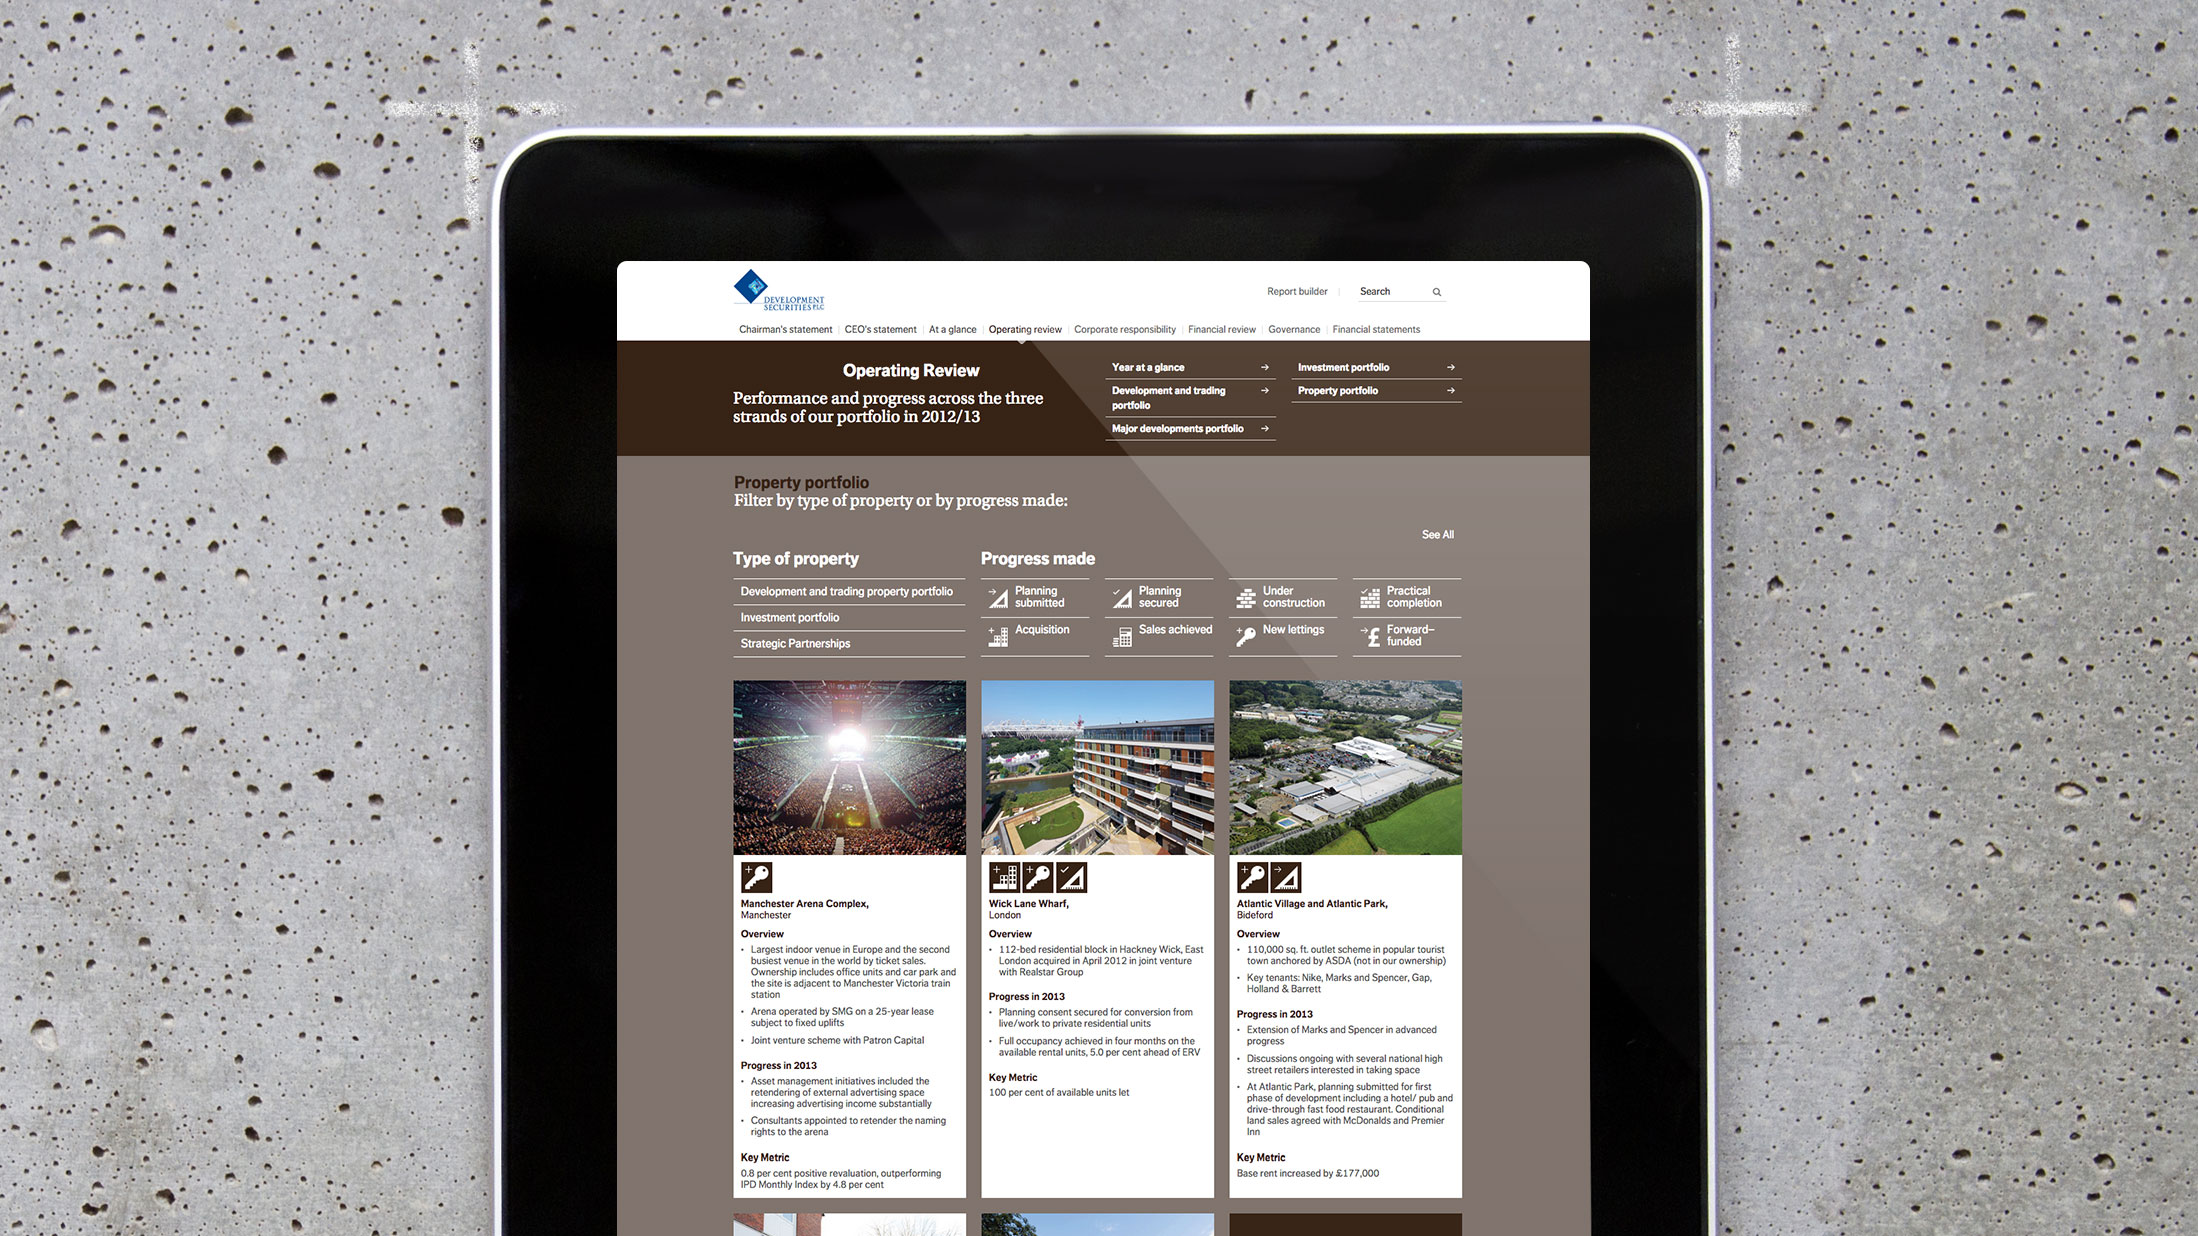 DEVELOPMENT
SECURITIES PLC
Report builder
Search
Chairman's statement
CEO's statement
At a glance
Operating review
Corporate responsibility
Financial review
Governance
Financial statements
Operating Review
Performance and progress across the three
strands of our portfolio in 2012/13
Year at a glance →
Development and trading →
portfolio
Major developments portfolio →
Investment portfolio →
Property portfolio →
Property portfolio
Filter by type of property or by progress made:
See All
Type of property
Development and trading property portfolio
Investment portfolio
Strategic Partnerships
Progress made
Planning
submitted
Planning
secured
Under
construction
Practical
completion
Acquisition
Sales achieved
New lettings
Forward–
funded
Manchester Arena Complex,
Manchester
Overview
• Largest indoor venue in Europe and the second
busiest venue in the world by ticket sales.
Ownership includes office units and car park and
the site is adjacent to Manchester Victoria train
station
• Arena operated by SMG on a 25-year lease
subject to fixed uplifts
• Joint venture scheme with Patron Capital
Progress in 2013
• Asset management initiatives included the
retendering of external advertising space
increasing advertising income substantially
• Consultants appointed to retender the naming
rights to the arena
Key Metric
0.8 per cent positive revaluation, outperforming
IPD Monthly Index by 4.8 per cent
Wick Lane Wharf,
London
Overview
• 112-bed residential block in Hackney Wick, East
London acquired in April 2012 in joint venture
with Realstar Group
Progress in 2013
• Planning consent secured for conversion from
live/work to private residential units
• Full occupancy achieved in four months on the
available rental units, 5.0 per cent ahead of ERV
Key Metric
100 per cent of available units let
Atlantic Village and Atlantic Park,
Bideford
Overview
• 110,000 sq. ft. outlet scheme in popular tourist
town anchored by ASDA (not in our ownership)
• Key tenants: Nike, Marks and Spencer, Gap,
Holland & Barrett
Progress in 2013
• Extension of Marks and Spencer in advanced
progress
• Discussions ongoing with several national high
street retailers interested in taking space
• At Atlantic Park, planning submitted for first
phase of development including a hotel/ pub and
drive-through fast food restaurant. Conditional
land sales agreed with McDonalds and Premier
Inn
Key Metric
Base rent increased by £177,000